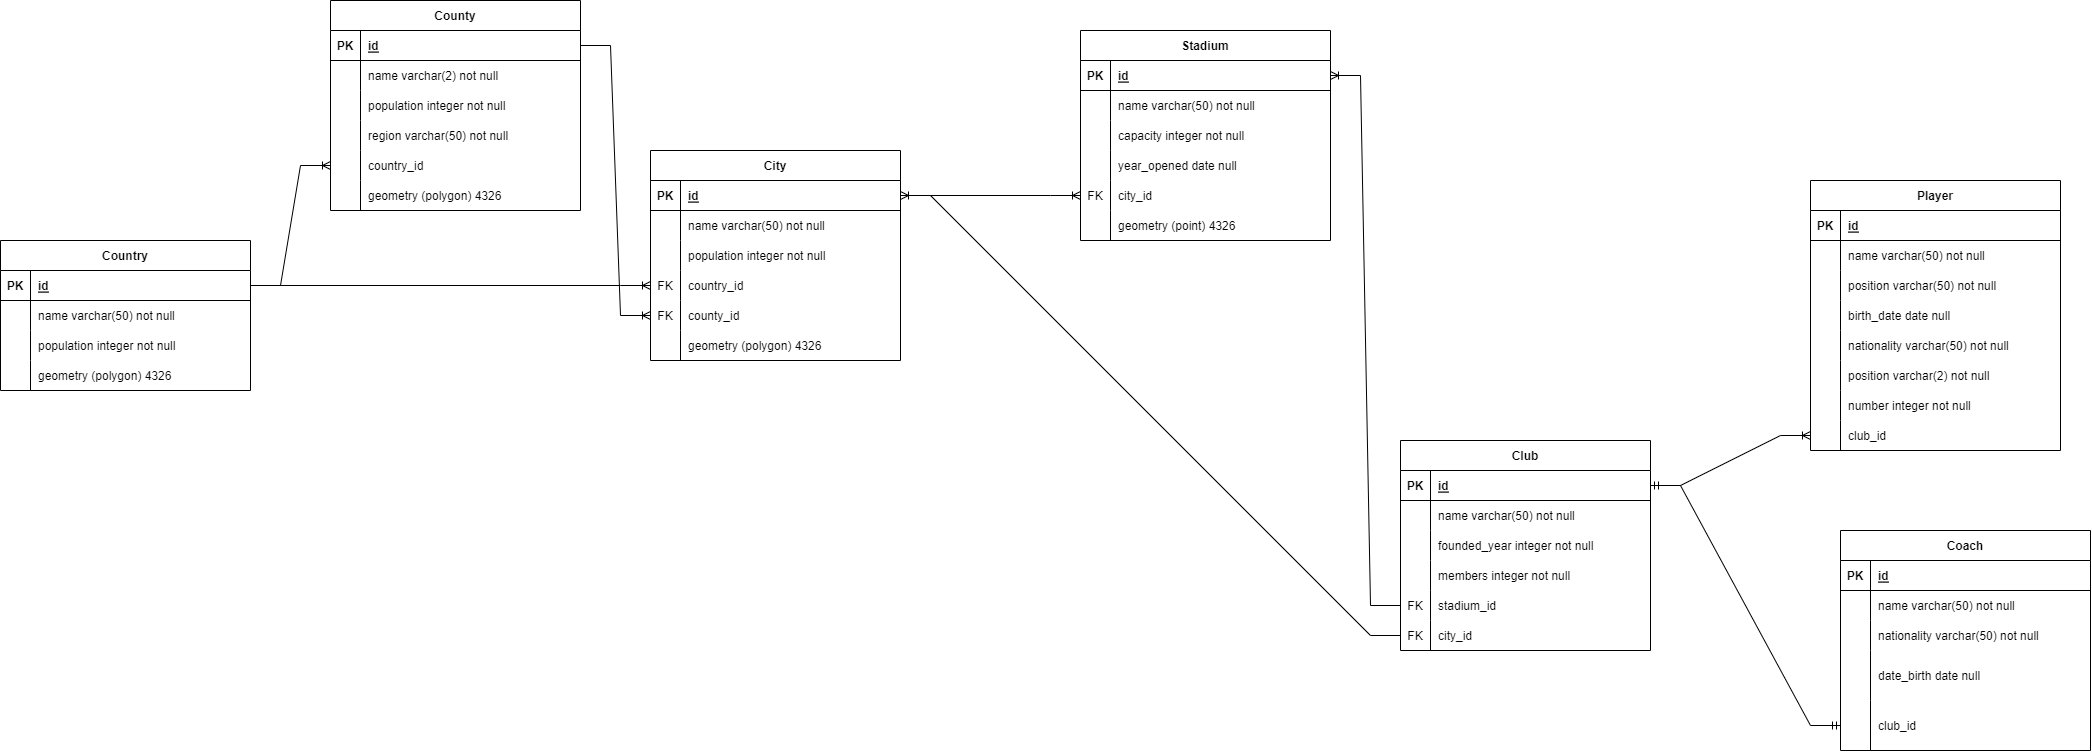 County
PK id
name varchar(2) not null
population integer not null
region varchar(50) not null
country_id
geometry (polygon) 4326
Country
PK id
name varchar(50) not null
population integer not null
geometry (polygon) 4326
City
PK id
name varchar(50) not null
population integer not null
FK country_id
FK county_id
geometry (polygon) 4326
Stadium
PK id
name varchar(50) not null
capacity integer not null
year_opened date null
FK city_id
geometry (point) 4326
Club
PK id
name varchar(50) not null
founded_year integer not null
members integer not null
FK stadium_id
FK city_id
Player
PK id
name varchar(50) not null
position varchar(50) not null
birth_date date null
nationality varchar(50) not null
position varchar(2) not null
number integer not null
club_id
Coach
PK id
name varchar(50) not null
nationality varchar(50) not null
date_birth date null
club_id